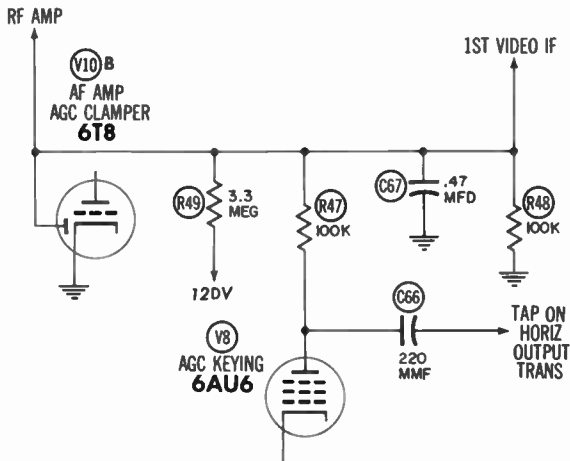 RF AMP
1ST VIDEO IF
V10 B
AF AMP
AGC CLAMPER
6T8
R49
3.3
MEG
R47
100K
C67
.47
MFD
R48
100K
12DV
C66
220
MMF
TAP ON
HORIZ
OUTPUT
TRANS
V8
AGC KEYING
6AU6